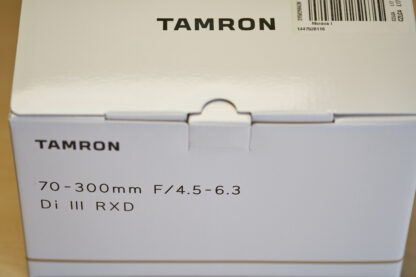 TAMRON
TAMRON
70-300mm F/4.5-6.3
Di III RXD